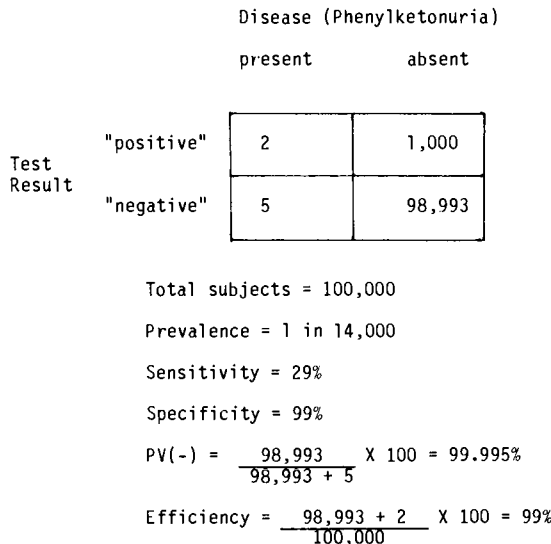 Disease (Phenylketonuria)
present absent
"positive" 2 1,000
Test
Result
"negative" 5 98,993
Total subjects = 100,000
Prevalence = 1 in 14,000
Sensitivity = 29%
Specificity = 99%
PV(-) = 98,993 X 100 = 99.995%
98,993 + 5
Efficiency = 98,993 + 2 X 100 = 99%
100,000